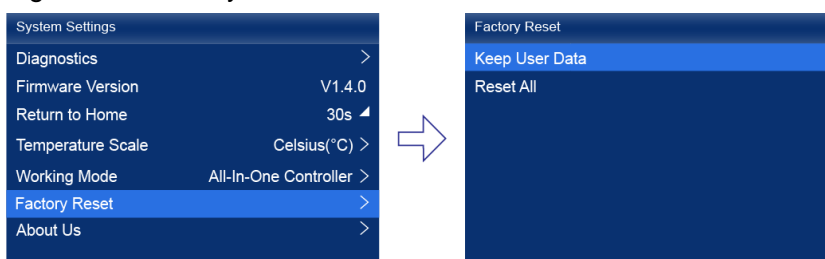 System Settings
Diagnostics >
Firmware Version V1.4.0
Return to Home 30s
Temperature Scale Celsius(°C) >
Working Mode All-In-One Controller >
Factory Reset >
About Us >
Factory Reset
Keep User Data
Reset All